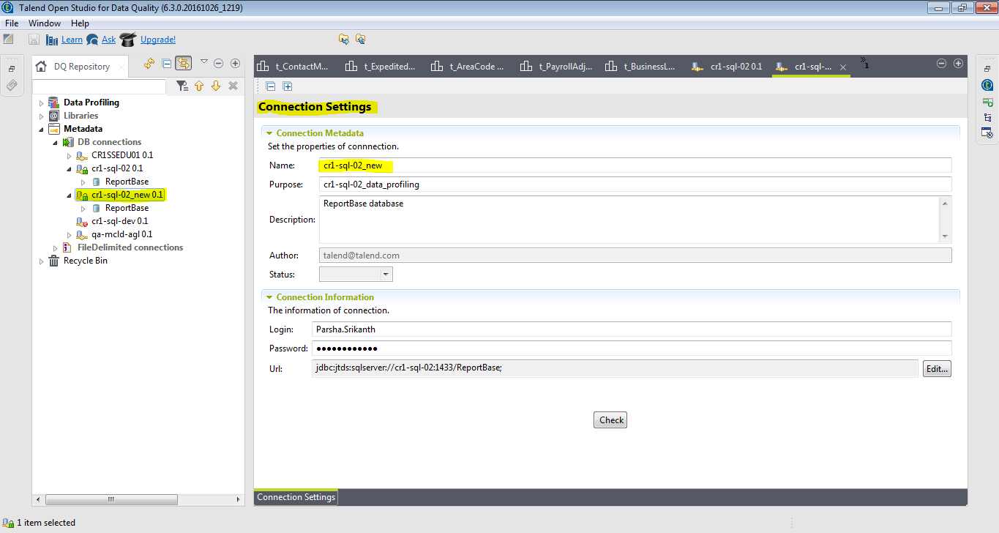 Talend Open Studio for Data Quality (6.3.0.20161026_1219)
File Window Help
Learn Ask Upgrade!
DQ Repository
t_ContactM... t_Expedited... t_AreaCode ... t_PayrollAdj... t_BusinessL... cr1-sql-02 0.1 cr1-sql-... 1
Data Profiling
Libraries
Metadata
DB connections
CR1SSEDU01 0.1
cr1-sql-02 0.1
ReportBase
cr1-sql-02_new 0.1
ReportBase
cr1-sql-dev 0.1
qa-mcld-agl 0.1
FileDelimited connections
Recycle Bin
Connection Settings
Connection Metadata
Set the properties of connnection.
Name: cr1-sql-02_new
Purpose: cr1-sql-02_data_profiling
Description: ReportBase database
Author: talend@talend.com
Status:
Connection Information
The information of connection.
Login: Parsha.Srikanth
Password: ●●●●●●●●●●●●
Url: jdbc:jtds:sqlserver://cr1-sql-02:1433/ReportBase; Edit...
Check
Connection Settings
1 item selected